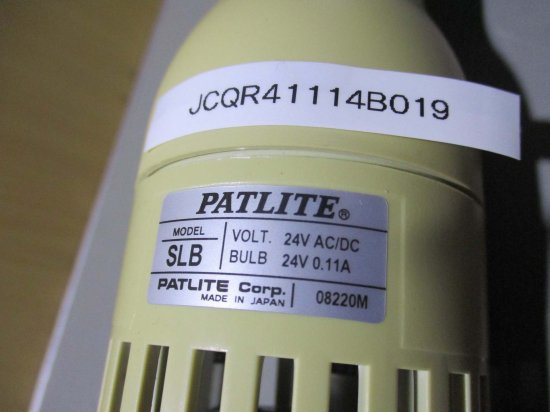 JCQR41114B019
PATLITE®
MODEL
SLB
VOLT. 24V AC/DC
BULB 24V 0.11A
PATLITE Corp.
MADE IN JAPAN
08220M